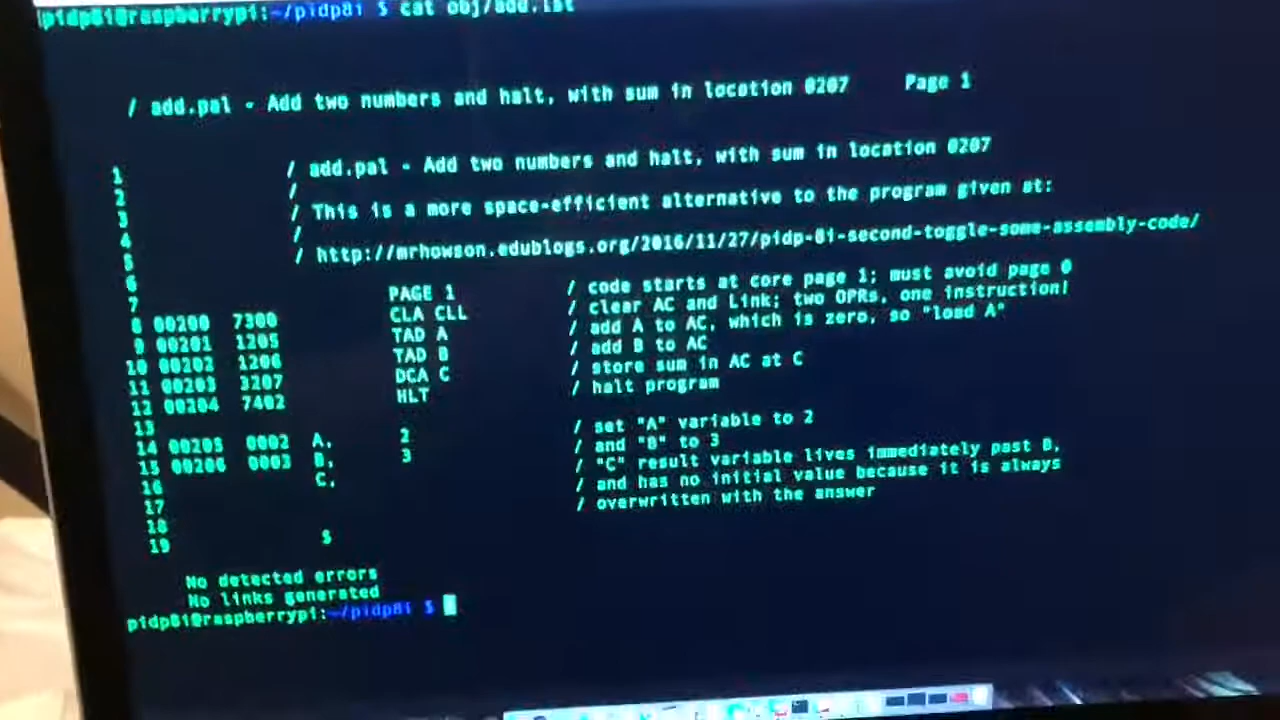 pidp8i@raspberrypi:~/pidp8i $ cat obj/add.lst
/ add.pal - Add two numbers and halt, with sum in location 0207 Page 1
1 / add.pal - Add two numbers and halt, with sum in location 0207
2 /
3 / This is a more space-efficient alternative to the program given at:
4 /
5 / http://mrhowson.edublogs.org/2016/11/27/pidp-8i-second-toggle-some-assembly-code/
6
7 PAGE 1 / code starts at core page 1; must avoid page 0
8 00200 7300 CLA CLL / clear AC and Link; two OPRs, one instruction!
9 00201 1205 TAD A / add A to AC, which is zero, so "load A"
10 00202 1206 TAD B / add B to AC
11 00203 3207 DCA C / store sum in AC at C
12 00204 7402 HLT / halt program
13
14 00205 0002 A, 2 / set "A" variable to 2
15 00206 0003 B, 3 / and "B" to 3
16 C, / "C" result variable lives immediately past B,
17 / and has no initial value because it is always
18 / overwritten with the answer
19 $
No detected errors
No links generated
pidp8i@raspberrypi:~/pidp8i $